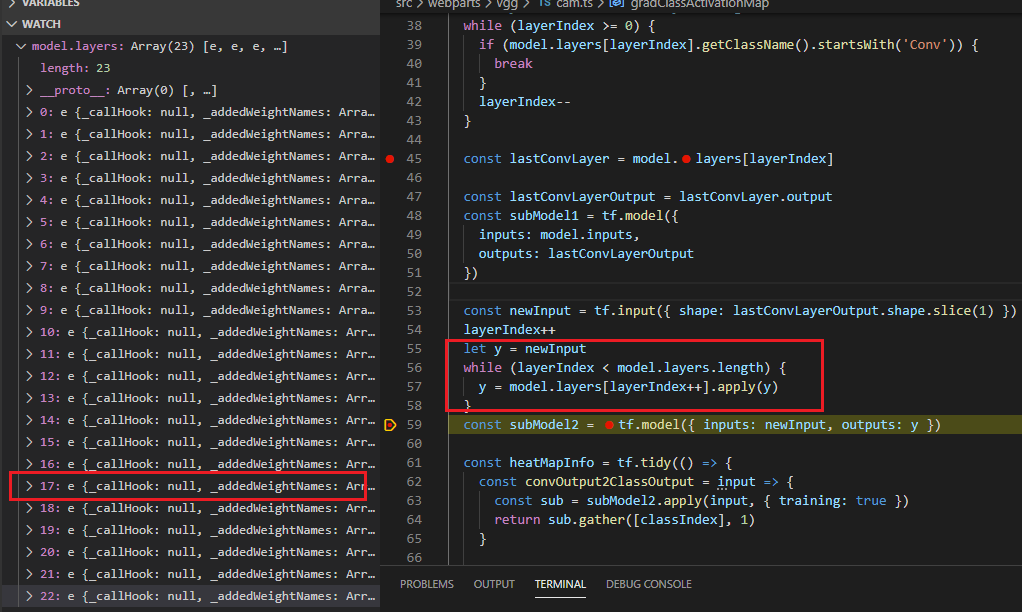 VARIABLES
WATCH
model.layers: Array(23) [e, e, e, …]
length: 23
__proto__: Array(0) [, …]
0: e {_callHook: null, _addedWeightNames: Arra…
1: e {_callHook: null, _addedWeightNames: Arra…
2: e {_callHook: null, _addedWeightNames: Arra…
3: e {_callHook: null, _addedWeightNames: Arra…
4: e {_callHook: null, _addedWeightNames: Arra…
5: e {_callHook: null, _addedWeightNames: Arra…
6: e {_callHook: null, _addedWeightNames: Arra…
7: e {_callHook: null, _addedWeightNames: Arra…
8: e {_callHook: null, _addedWeightNames: Arra…
9: e {_callHook: null, _addedWeightNames: Arra…
10: e {_callHook: null, _addedWeightNames: Arr…
11: e {_callHook: null, _addedWeightNames: Arr…
12: e {_callHook: null, _addedWeightNames: Arr…
13: e {_callHook: null, _addedWeightNames: Arr…
14: e {_callHook: null, _addedWeightNames: Arr…
15: e {_callHook: null, _addedWeightNames: Arr…
16: e {_callHook: null, _addedWeightNames: Arr…
17: e {_callHook: null, _addedWeightNames: Arr…
18: e {_callHook: null, _addedWeightNames: Arr…
19: e {_callHook: null, _addedWeightNames: Arr…
20: e {_callHook: null, _addedWeightNames: Arr…
21: e {_callHook: null, _addedWeightNames: Arr…
22: e {_callHook: null, _addedWeightNames: Arr…
src > webparts > vgg > TS cam.ts > gradClassActivationMap
38 while (layerIndex >= 0) {
39 if (model.layers[layerIndex].getClassName().startsWith('Conv')) {
40 break
41 }
42 layerIndex--
43 }
44
45 const lastConvLayer = model.layers[layerIndex]
46
47 const lastConvLayerOutput = lastConvLayer.output
48 const subModel1 = tf.model({
49 inputs: model.inputs,
50 outputs: lastConvLayerOutput
51 })
52
53 const newInput = tf.input({ shape: lastConvLayerOutput.shape.slice(1) })
54 layerIndex++
55 let y = newInput
56 while (layerIndex < model.layers.length) {
57 y = model.layers[layerIndex++].apply(y)
58 }
59 const subModel2 = tf.model({ inputs: newInput, outputs: y })
60
61 const heatMapInfo = tf.tidy(() => {
62 const convOutput2ClassOutput = input => {
63 const sub = subModel2.apply(input, { training: true })
64 return sub.gather([classIndex], 1)
65 }
66
PROBLEMS OUTPUT TERMINAL DEBUG CONSOLE